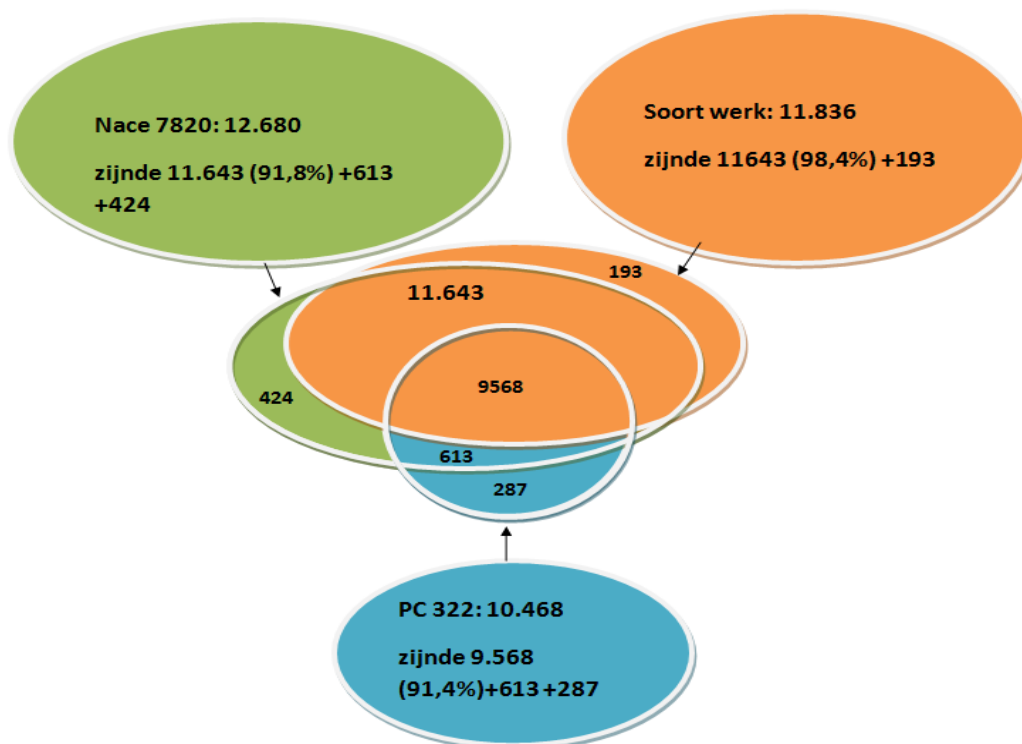 Nace 7820: 12.680
zijnde 11.643 (91,8%) +613
+424
Soort werk: 11.836
zijnde 11643 (98,4%) +193
193
11.643
9568
424
613
287
PC 322: 10.468
zijnde 9.568
(91,4%)+613 +287